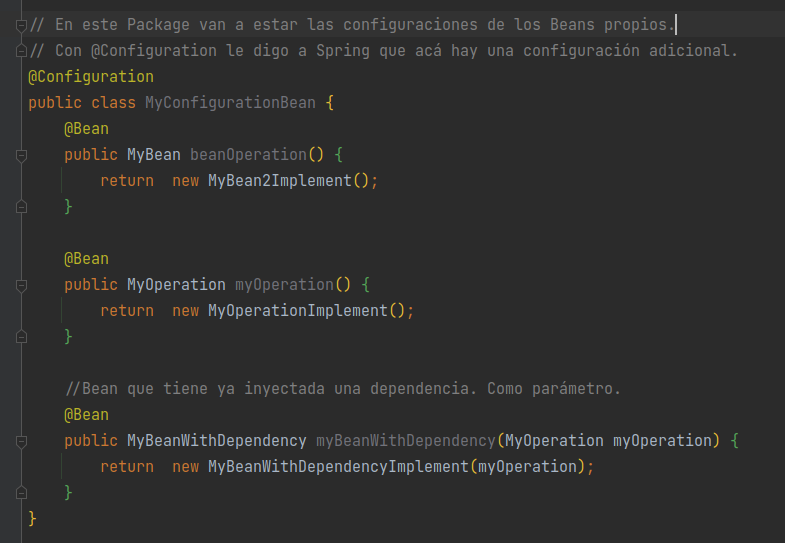 // En este Package van a estar las configuraciones de los Beans propios.
// Con @Configuration le digo a Spring que acá hay una configuración adicional.
@Configuration
public class MyConfigurationBean {
    @Bean
    public MyBean beanOperation() {
        return  new MyBean2Implement();
    }

    @Bean
    public MyOperation myOperation() {
        return  new MyOperationImplement();
    }

    //Bean que tiene ya inyectada una dependencia. Como parámetro.
    @Bean
    public MyBeanWithDependency myBeanWithDependency(MyOperation myOperation) {
        return  new MyBeanWithDependencyImplement(myOperation);
    }
}